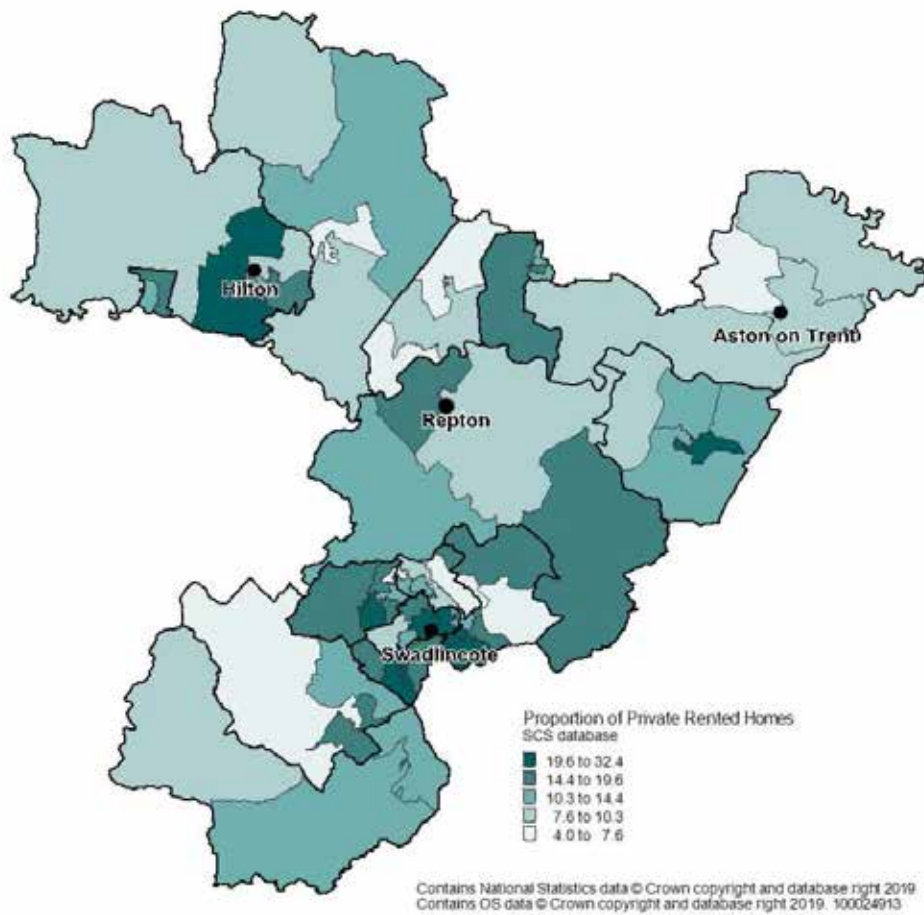 Hilton
Aston on Trent
Repton
Swadlincote
Proportion of Private Rented Homes
SCS database
19.6 to 32.4
14.4 to 19.6
10.3 to 14.4
7.6 to 10.3
4.0 to 7.6
Contains National Statistics data © Crown copyright and database right 2019
Contains OS data © Crown copyright and database right 2019. 100024913